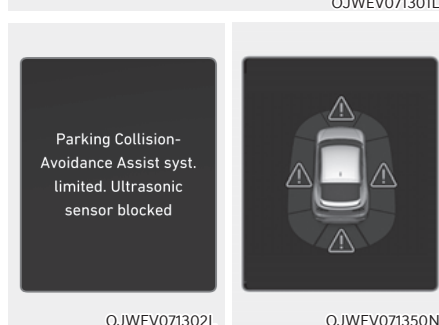 OJWEV071301L
Parking Collision-
Avoidance Assist syst.
limited. Ultrasonic
sensor blocked
OJWEV071302L
OJWEV071350N